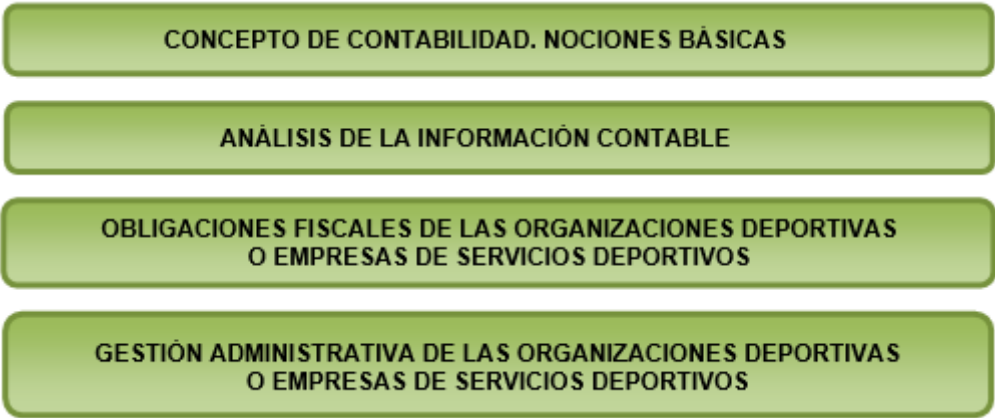 CONCEPTO DE CONTABILIDAD. NOCIONES BÁSICAS
ANÁLISIS DE LA INFORMACIÓN CONTABLE
OBLIGACIONES FISCALES DE LAS ORGANIZACIONES DEPORTIVAS
O EMPRESAS DE SERVICIOS DEPORTIVOS
GESTIÓN ADMINISTRATIVA DE LAS ORGANIZACIONES DEPORTIVAS
O EMPRESAS DE SERVICIOS DEPORTIVOS